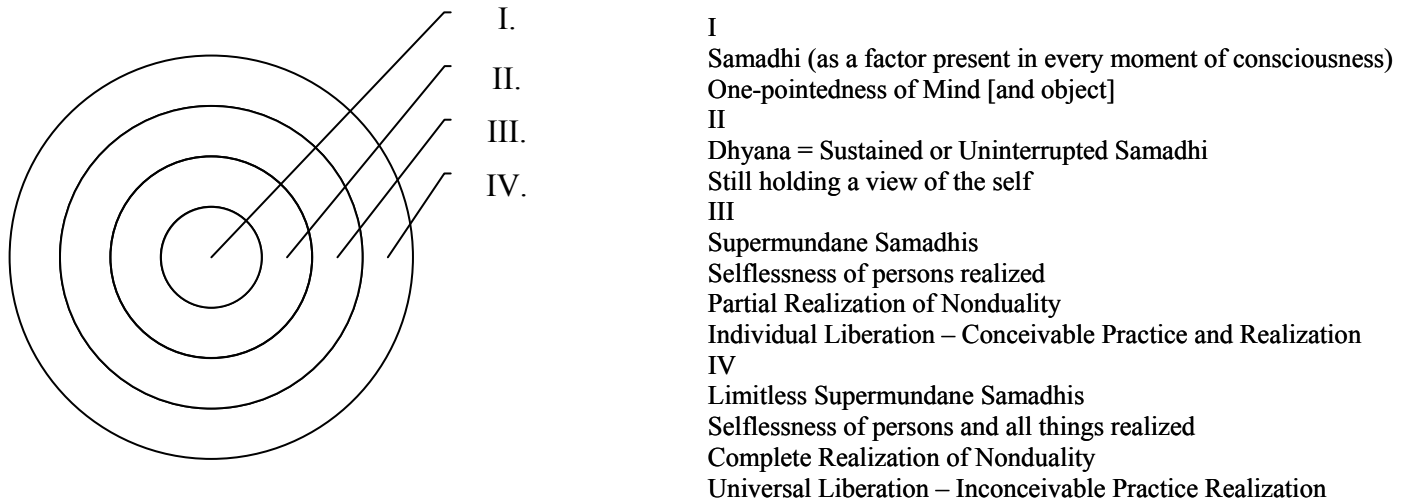 I.
II.
III.
IV.
I
Samadhi (as a factor present in every moment of consciousness)
One-pointedness of Mind [and object]
II
Dhyana = Sustained or Uninterrupted Samadhi
Still holding a view of the self
III
Supermundane Samadhis
Selflessness of persons realized
Partial Realization of Nonduality
Individual Liberation – Conceivable Practice and Realization
IV
Limitless Supermundane Samadhis
Selflessness of persons and all things realized
Complete Realization of Nonduality
Universal Liberation – Inconceivable Practice Realization